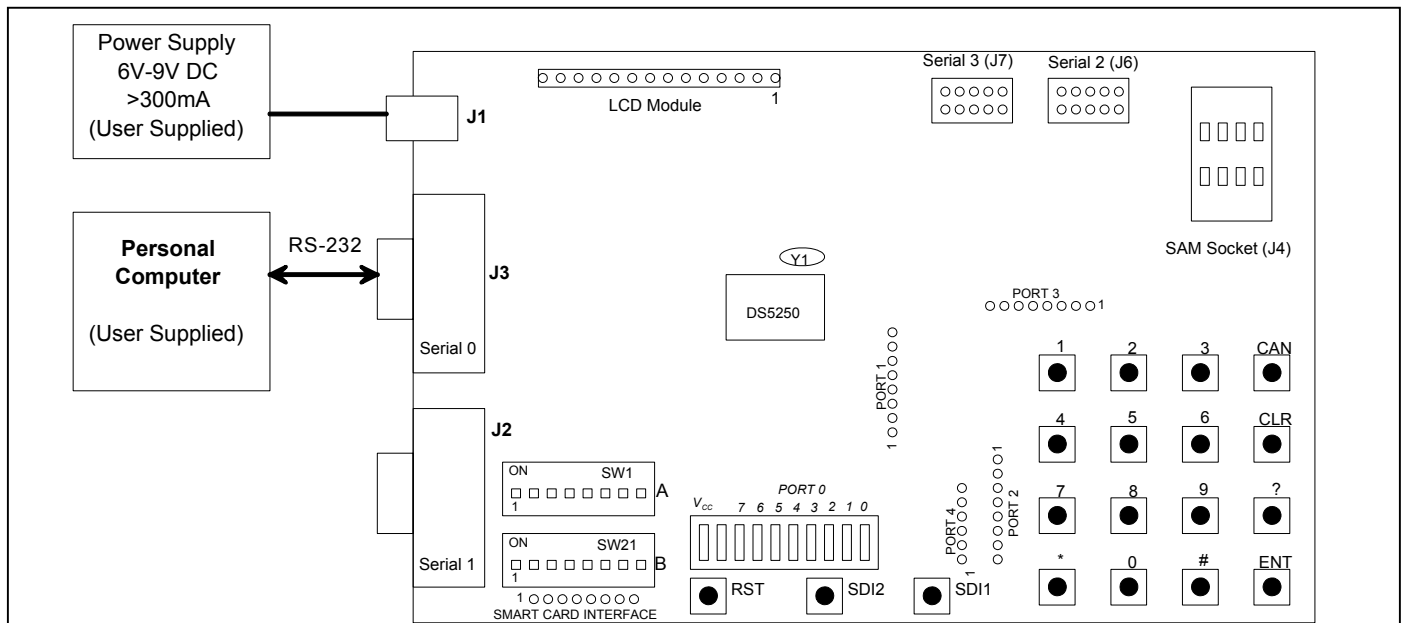 Power Supply
6V-9V DC
>300mA
(User Supplied)
J1
LCD Module
1
Serial 3 (J7)
Serial 2 (J6)
SAM Socket (J4)
Personal
Computer
(User Supplied)
RS-232
J3
Serial 0
Y1
DS5250
PORT 3
1
PORT 1
1
1 2 3 CAN
4 5 6 CLR
7 8 9 ?
* 0 # ENT
J2
Serial 1
ON SW1
1
A
ON SW21
1
B
1
SMART CARD INTERFACE
PORT 0
VCC 7 6 5 4 3 2 1 0
RST
SDI2
SDI1
PORT 4
1
PORT 2
1